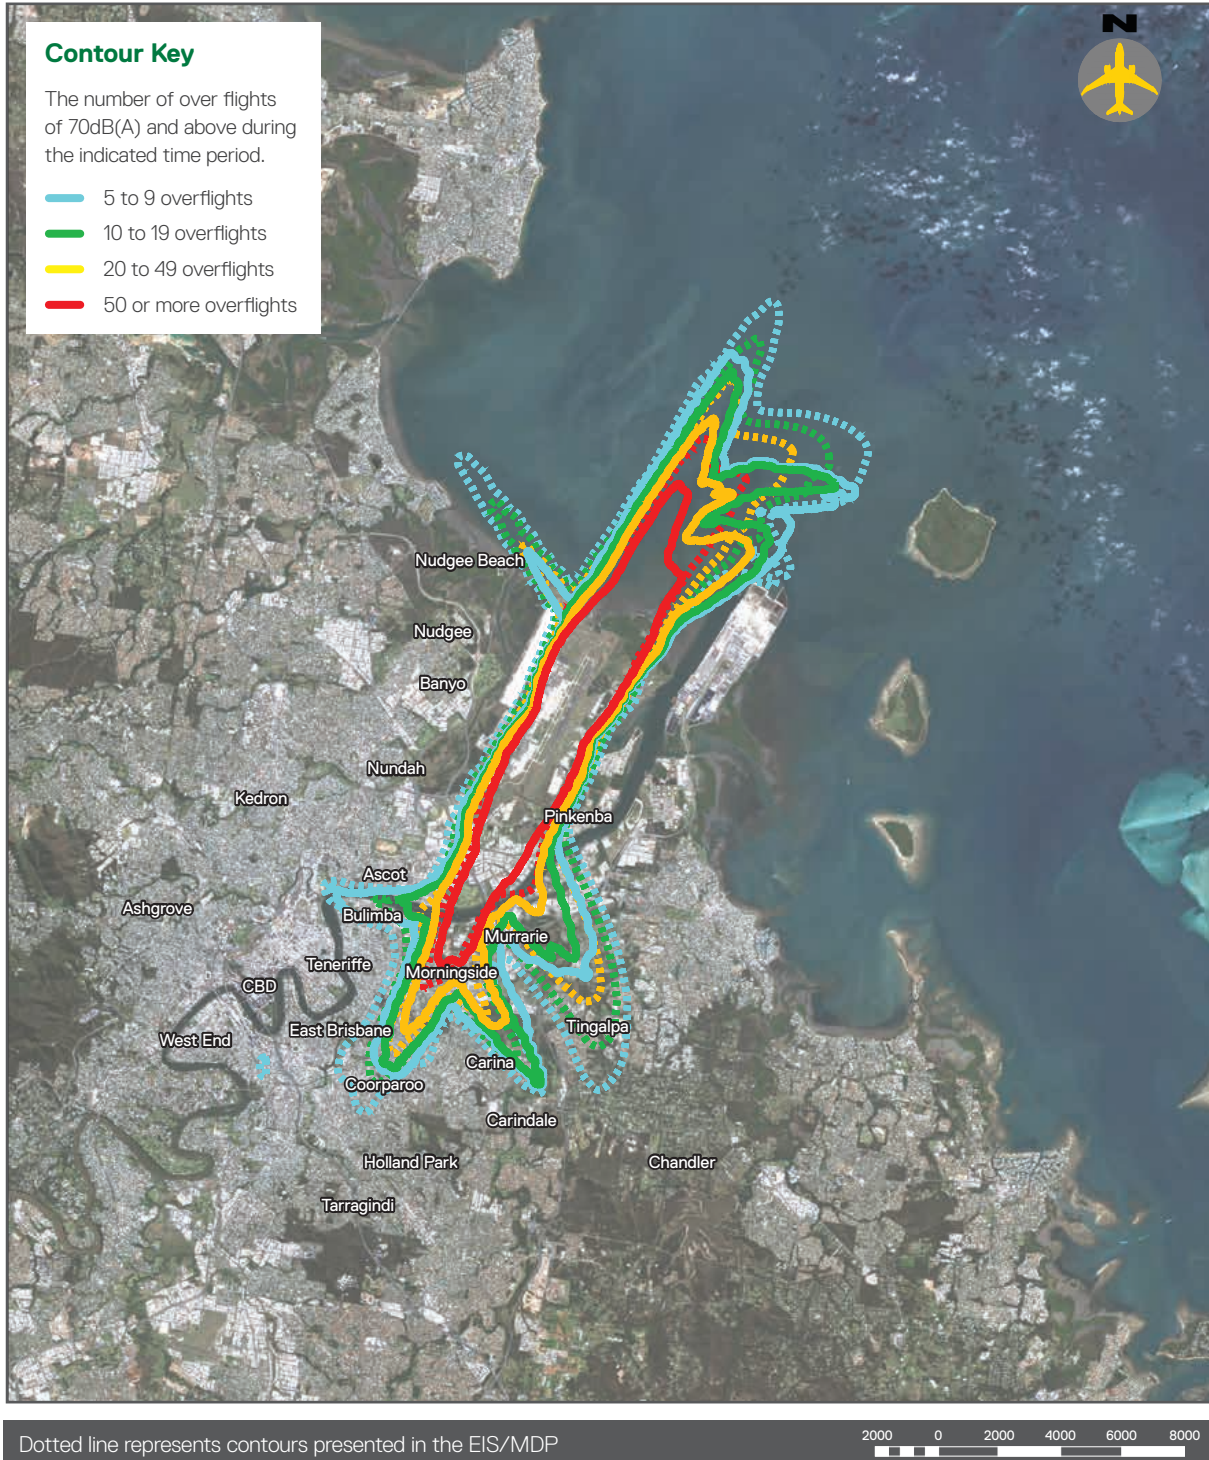 Contour Key
The number of over flights
of 70dB(A) and above during
the indicated time period.
5 to 9 overflights
10 to 19 overflights
20 to 49 overflights
50 or more overflights
N
Nudgee Beach
Nudgee
Banyo
Nundah
Kedron
Pinkenba
Ascot
Ashgrove
Bulimba
Murrarie
Teneriffe
Morningside
CBD
Tingalpa
East Brisbane
West End
Carina
Coorparoo
Carindale
Holland Park
Chandler
Tarragindi
Dotted line represents contours presented in the EIS/MDP
2000 0 2000 4000 6000 8000